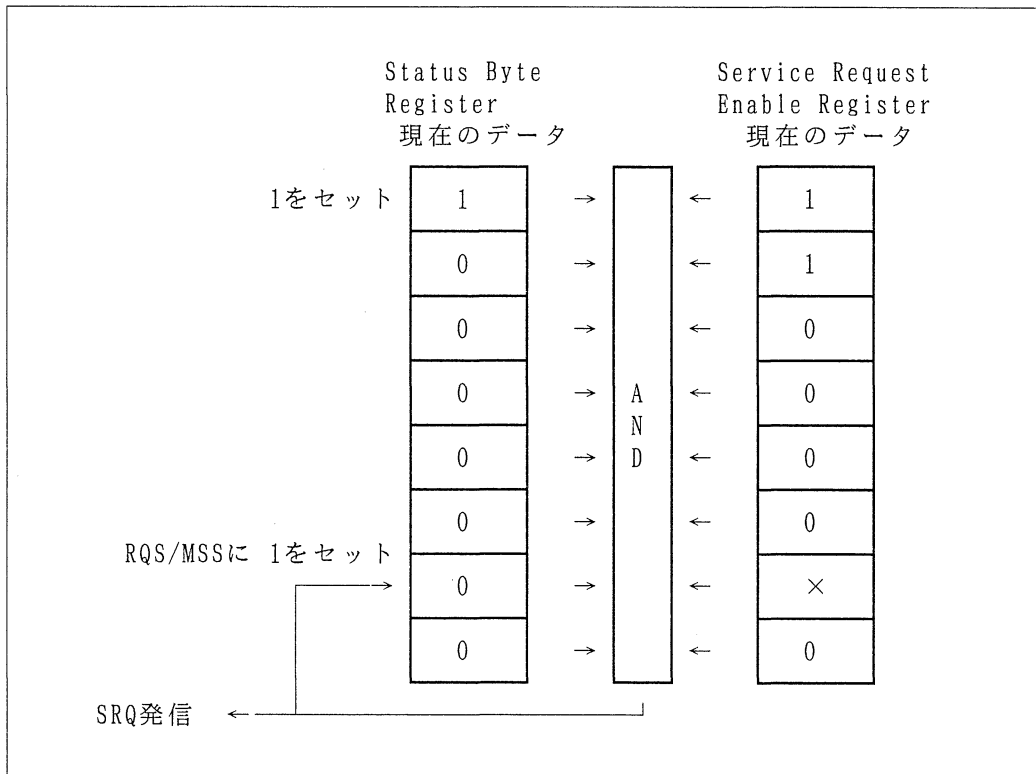 Status Byte
Register
現在のデータ
Service Request
Enable Register
現在のデータ
1をセット 1 → ← 1
0 → ← 1
0 → ← 0
0 → A ← 0
N
0 → D ← 0
0 → ← 0
RQS/MSSに 1をセット
→ 0 → ← ×
0 → ← 0
SRQ発信 ←